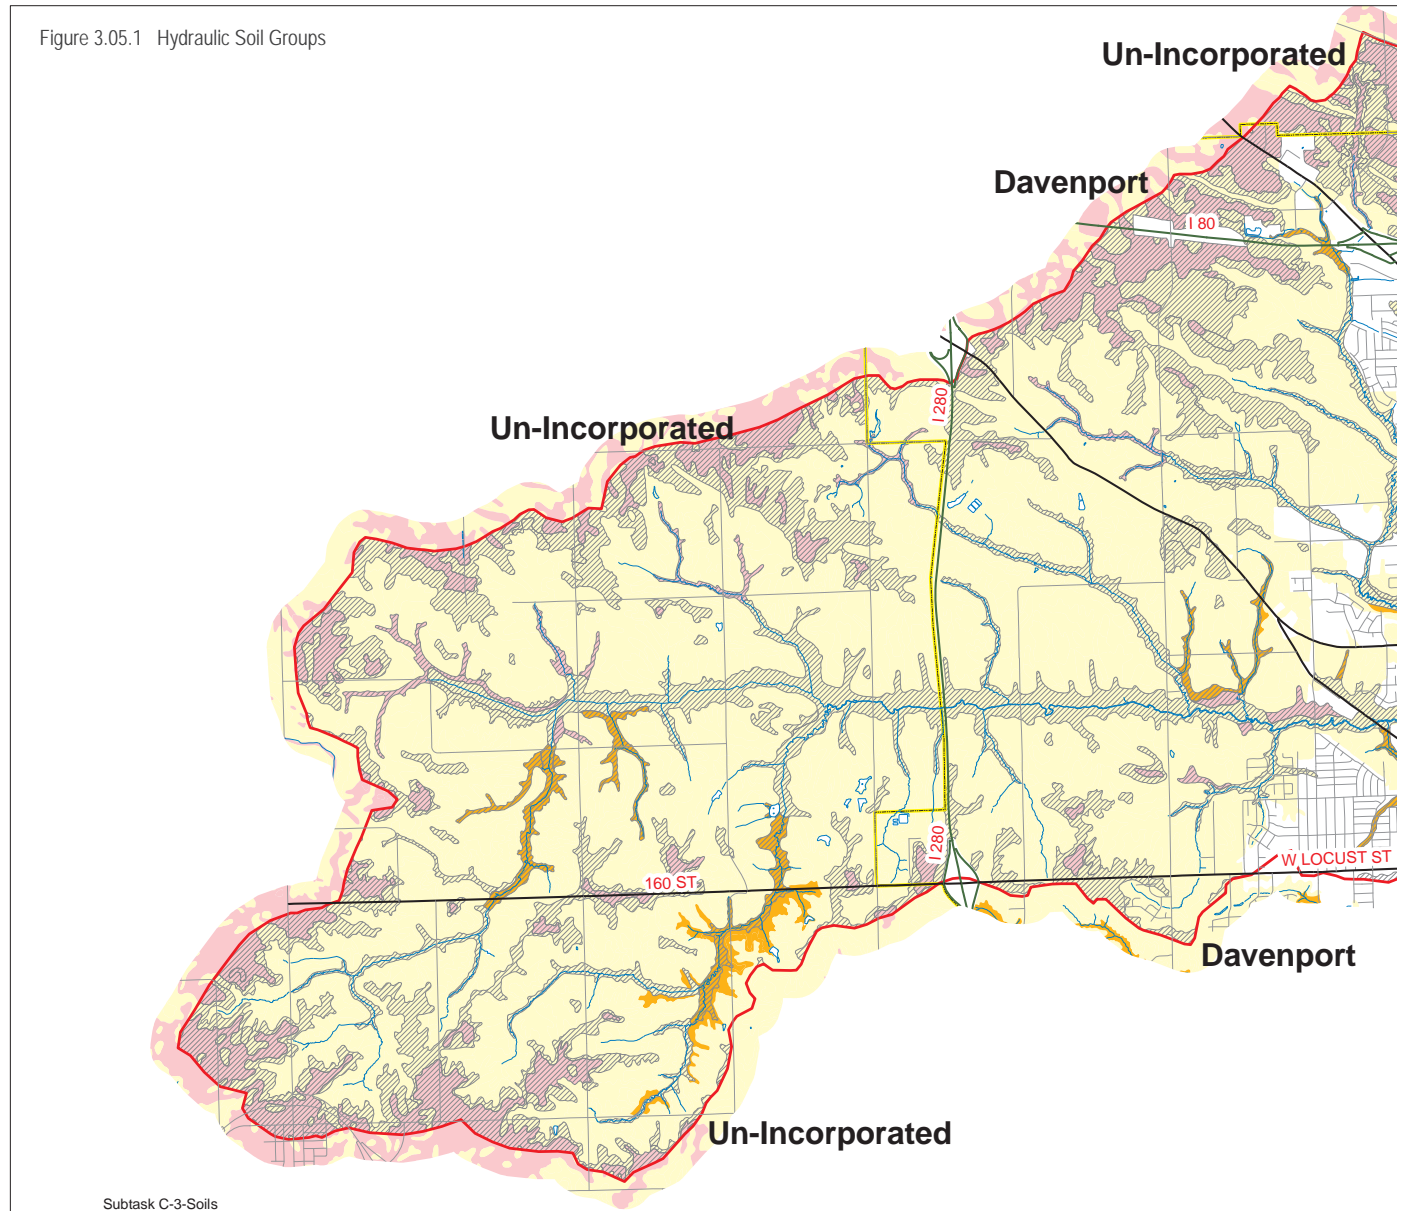 Figure 3.05.1 Hydraulic Soil Groups
Un-Incorporated
Davenport
I 80
I 280
Un-Incorporated
I 280
W LOCUST ST
160 ST
Davenport
Un-Incorporated
Subtask C-3-Soils